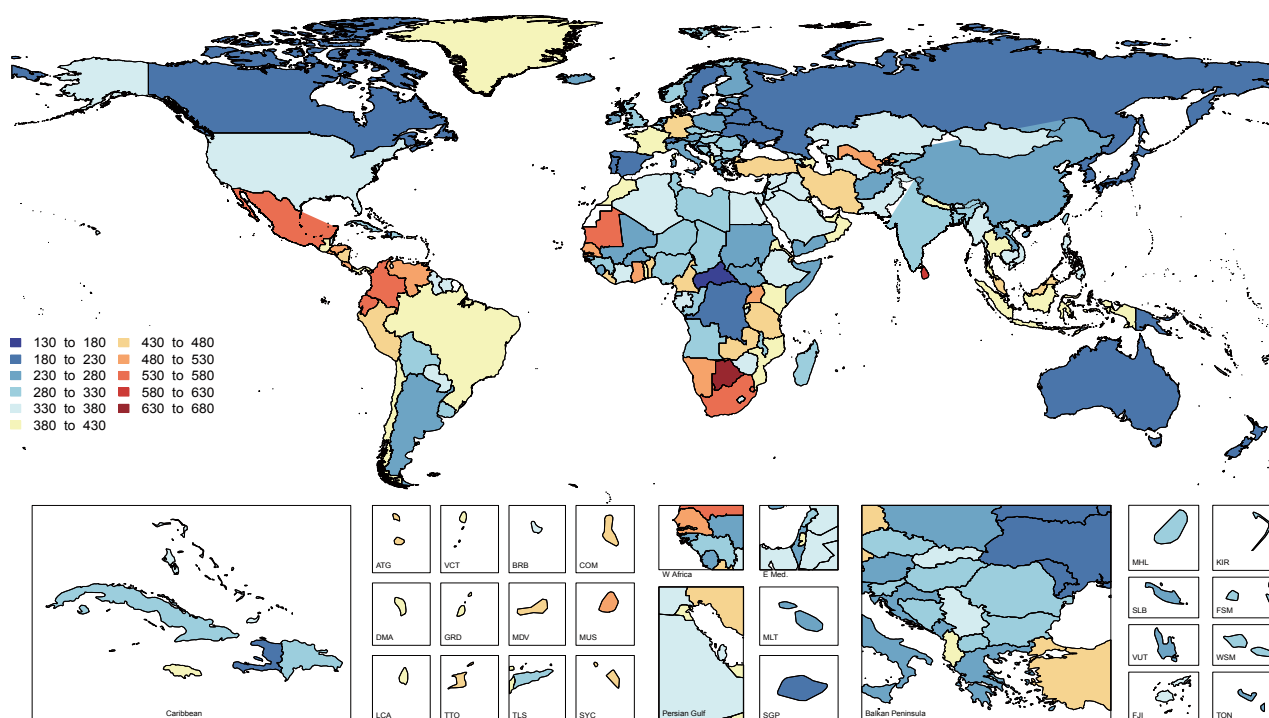 130 to 180
180 to 230
230 to 280
280 to 330
330 to 380
380 to 430
430 to 480
480 to 530
530 to 580
580 to 630
630 to 680
Caribbean
ATG
VCT
BRB
COM
DMA
GRD
MDV
MUS
LCA
TTO
TLS
SYC
W Africa
E Med.
Persian Gulf
MLT
SGP
Balkan Peninsula
MHL
KIR
SLB
FSM
VUT
WSM
FJI
TON